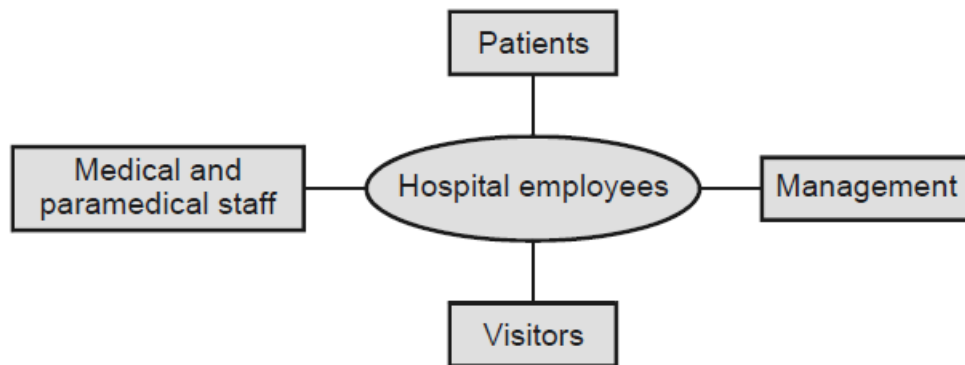 Patients
Medical and
paramedical staff
Hospital employees
Management
Visitors